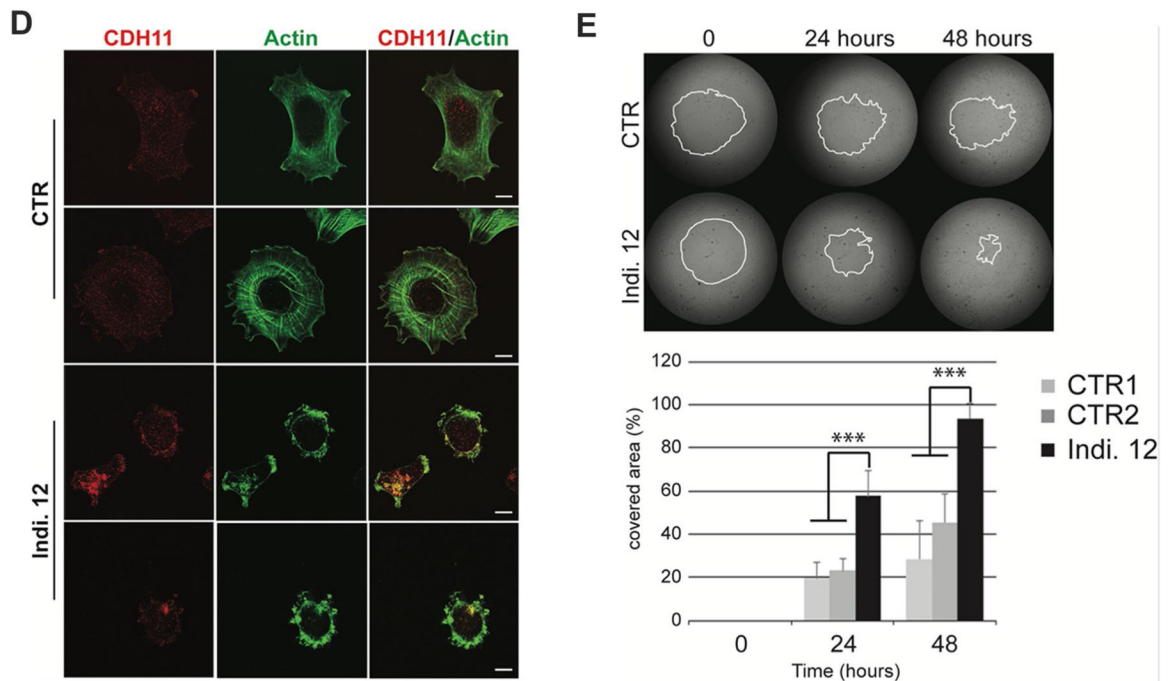 D
CDH11 Actin CDH11/Actin
CTR
Indi. 12
E
0 24 hours 48 hours
CTR
Indi. 12
120
100
80
60
40
20
0
covered area (%)
***
***
0 24 48
Time (hours)
CTR1
CTR2
Indi. 12